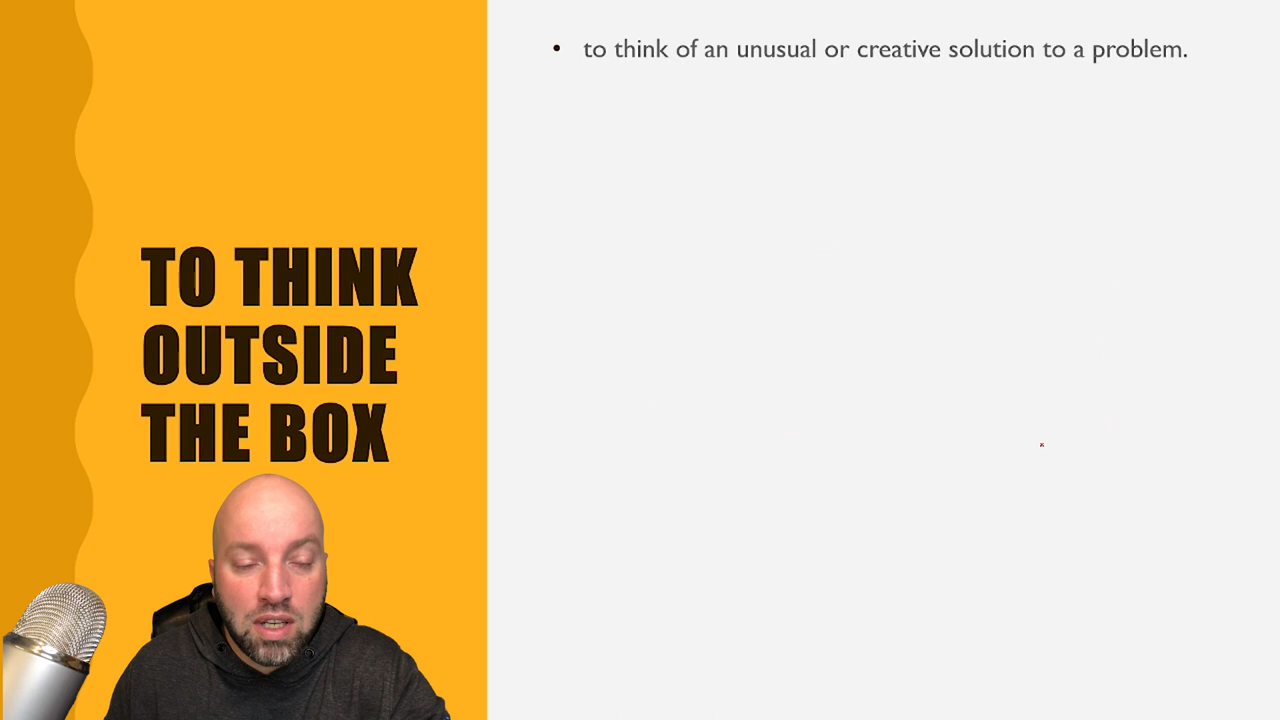 TO THINK
OUTSIDE
THE BOX
• to think of an unusual or creative solution to a problem.